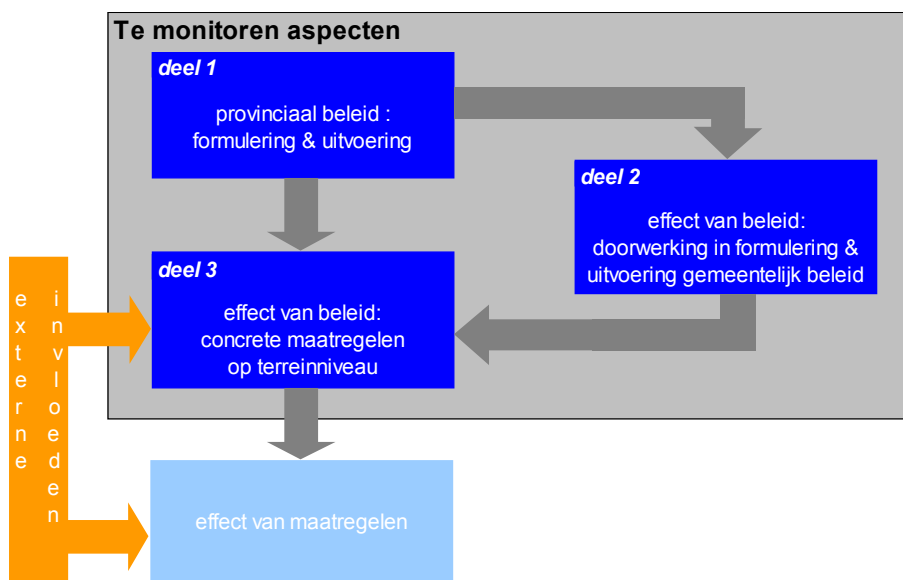 Te monitoren aspecten
deel 1
provinciaal beleid :
formulering & uitvoering
deel 2
effect van beleid:
doorwerking in formulering &
uitvoering gemeentelijk beleid
deel 3
effect van beleid:
concrete maatregelen
op terreinniveau
externe
invloeden
effect van maatregelen